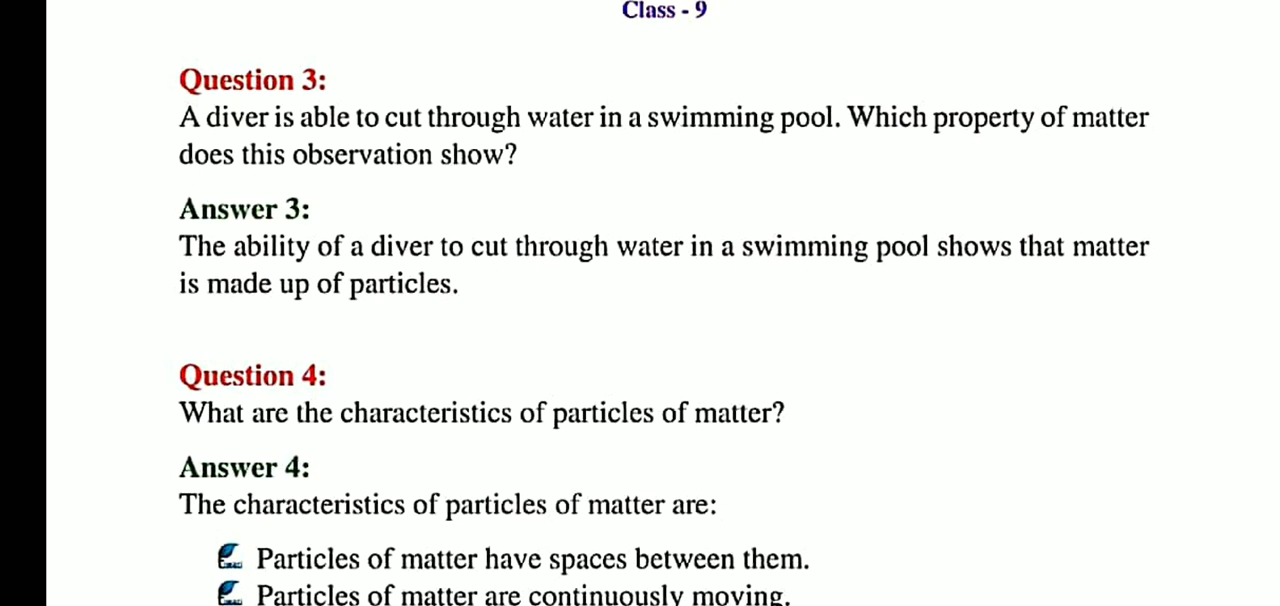 Class - 9
Question 3:
A diver is able to cut through water in a swimming pool. Which property of matter
does this observation show?
Answer 3:
The ability of a diver to cut through water in a swimming pool shows that matter
is made up of particles.
Question 4:
What are the characteristics of particles of matter?
Answer 4:
The characteristics of particles of matter are:
Particles of matter have spaces between them.
Particles of matter are continuously moving.